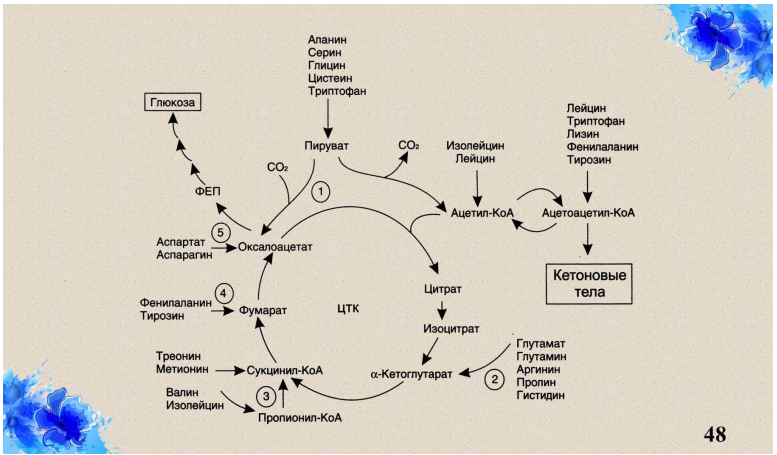 Аланин
Серин
Глицин
Цистеин
Триптофан
Глюкоза
Пируват
CO₂
CO₂
Изолейцин
Лейцин
Лейцин
Триптофан
Лизин
Фенилаланин
Тирозин
ФЕП
1
Ацетил-КоА
Ацетоацетил-КоА
5
Аспартат
Аспарагин
Оксалоацетат
Кетоновые
тела
4
Фенилаланин
Тирозин
Фумарат
ЦТК
Цитрат
Изоцитрат
Треонин
Метионин
Сукцинил-КоА
α-Кетоглутарат
2
Глутамат
Глутамин
Аргинин
Пролин
Гистидин
Валин
Изолейцин
3
Пропионил-КоА
48